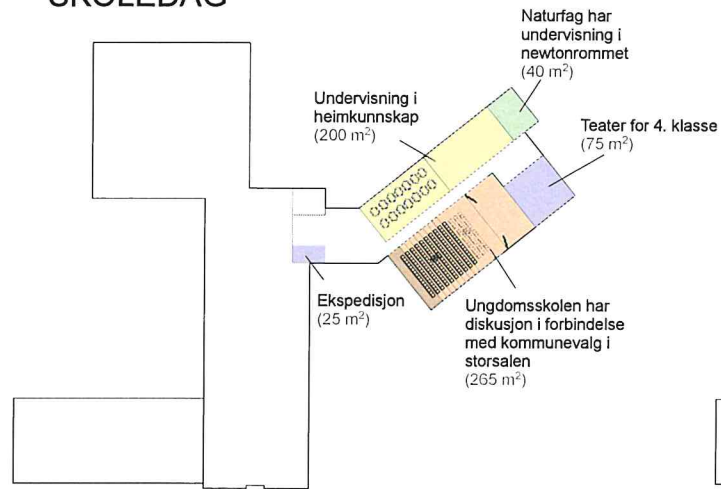 SKOLEDAG
Naturfag har
undervisning i
newtonrommet
(40 m²)
Undervisning i
heimkunnskap
(200 m²)
Teater for 4. klasse
(75 m²)
Ekspedisjon
(25 m²)
Ungdomsskolen har
diskusjon i forbindelse
med kommunevalg i
storsalen
(265 m²)